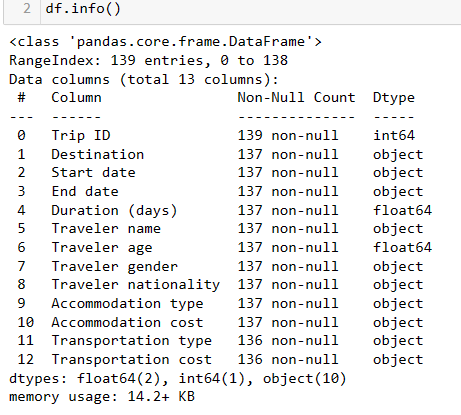 2 df.info()
<class 'pandas.core.frame.DataFrame'>
RangeIndex: 139 entries, 0 to 138
Data columns (total 13 columns):
 #   Column                Non-Null Count  Dtype
---  ------                --------------  -----
 0   Trip ID               139 non-null    int64
 1   Destination           137 non-null    object
 2   Start date            137 non-null    object
 3   End date              137 non-null    object
 4   Duration (days)       137 non-null    float64
 5   Traveler name         137 non-null    object
 6   Traveler age          137 non-null    float64
 7   Traveler gender       137 non-null    object
 8   Traveler nationality  137 non-null    object
 9   Accommodation type    137 non-null    object
 10  Accommodation cost    137 non-null    object
 11  Transportation type   136 non-null    object
 12  Transportation cost   136 non-null    object
dtypes: float64(2), int64(1), object(10)
memory usage: 14.2+ KB